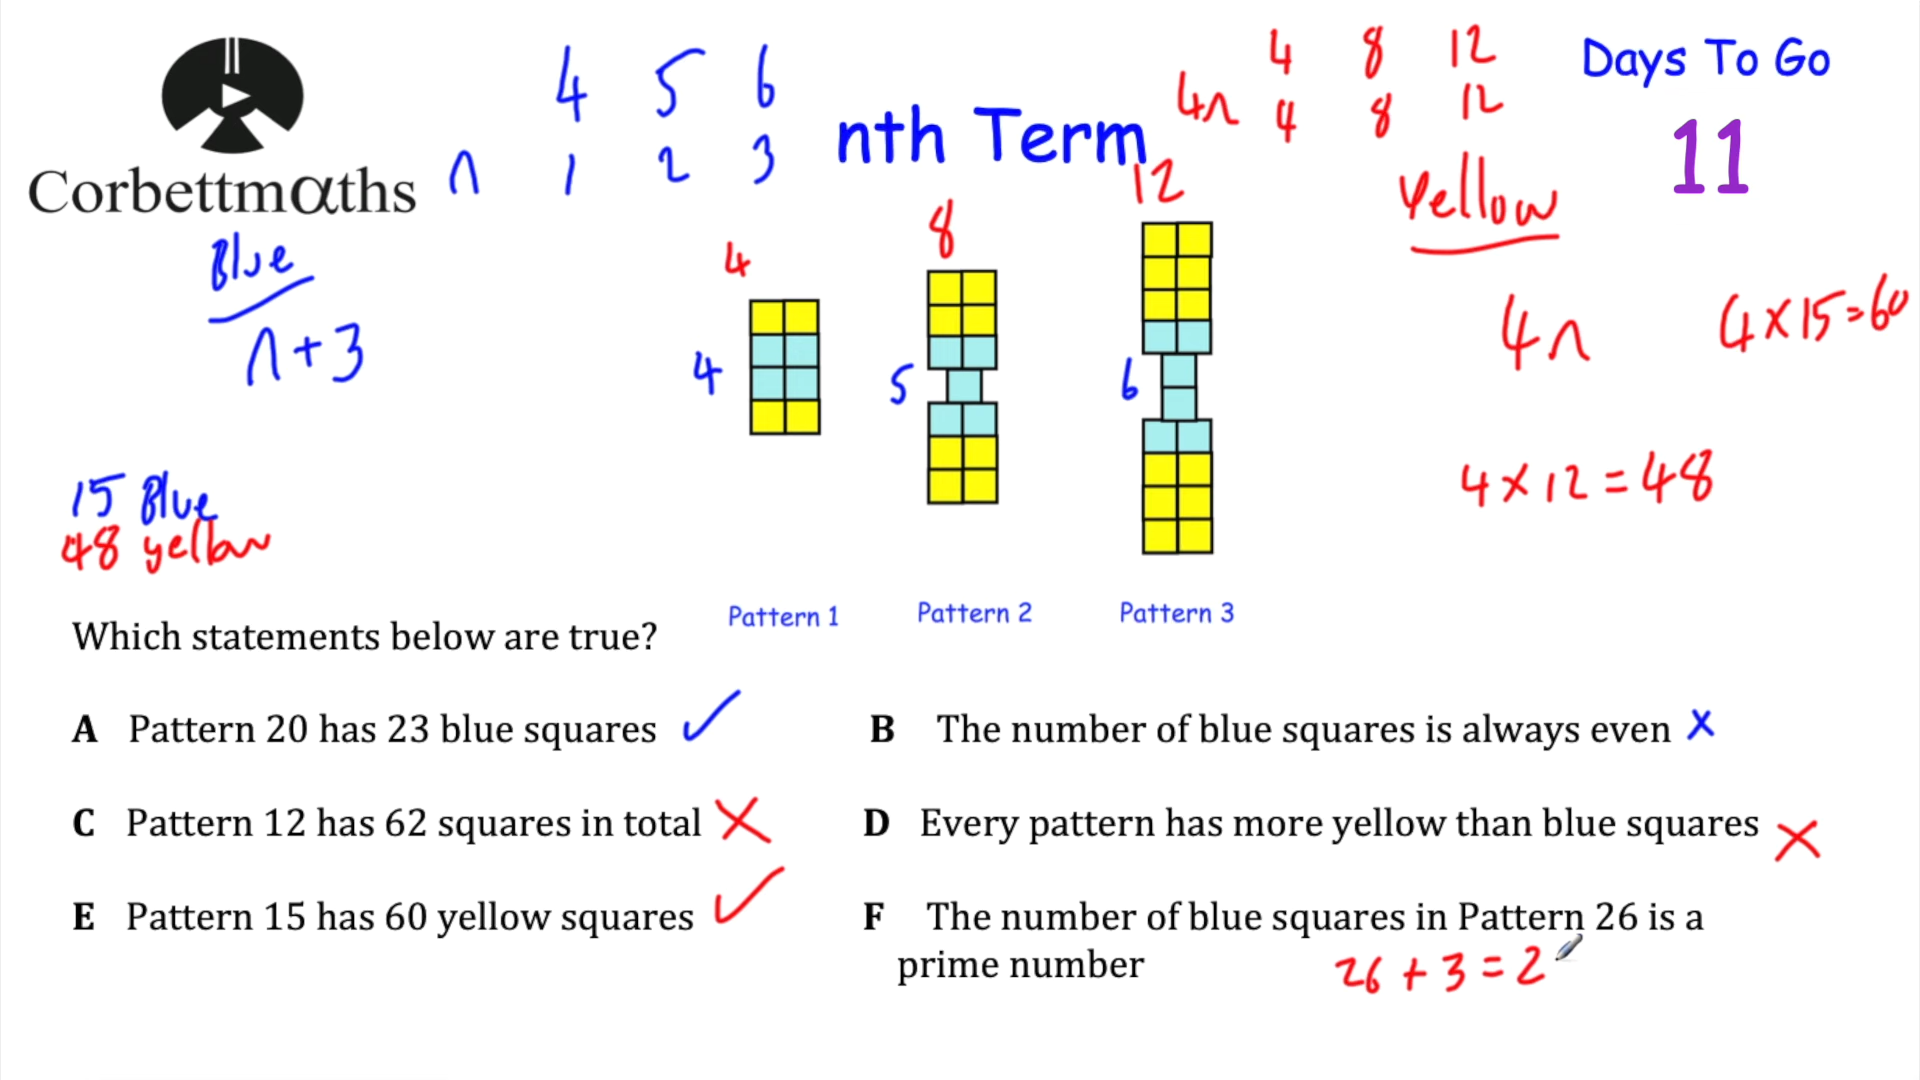 4 5 6
4 8 12
Days To Go
4n 4 8 12
nth Term
11
n 1 2 3
Corbettmαths
12
yellow
8
Blue
4
n+3
4n
4×15=60
4
5
6
4×12=48
15 Blue
48 yellow
Pattern 1
Pattern 2
Pattern 3
Which statements below are true?
A Pattern 20 has 23 blue squares ✓
B The number of blue squares is always even x
C Pattern 12 has 62 squares in total ×
D Every pattern has more yellow than blue squares ×
E Pattern 15 has 60 yellow squares ✓
F The number of blue squares in Pattern 26 is a
prime number
26+3=2